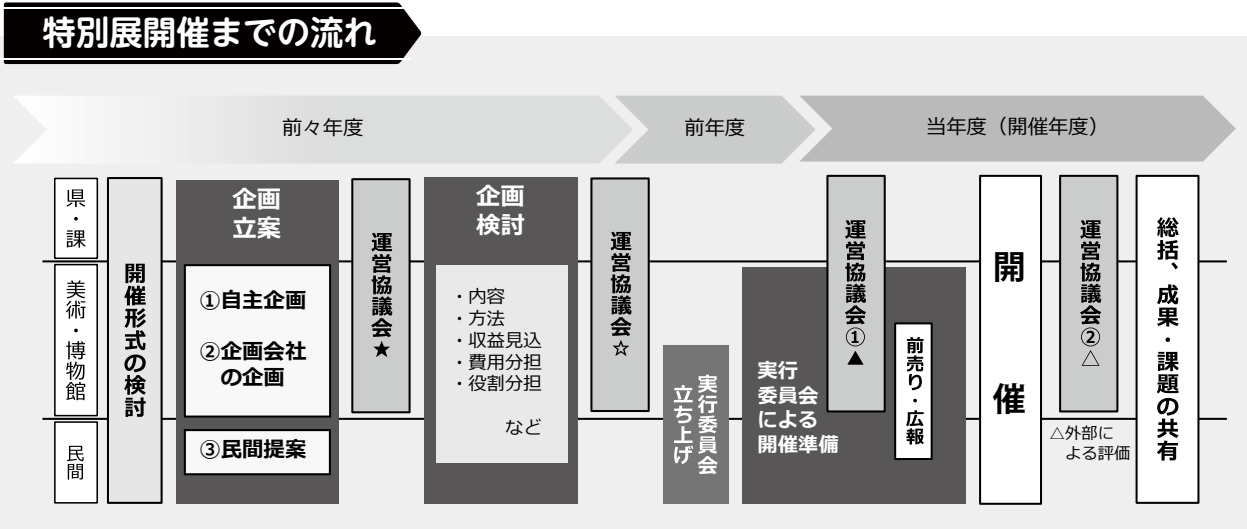 特別展開催までの流れ
前々年度
前年度
当年度（開催年度）
県・課
美術・博物館
民間
開催形式の検討
企画
立案
①自主企画
②企画会社
の企画
③民間提案
運営協議会★
企画
検討
・内容
・方法
・収益見込
・費用分担
・役割分担
など
運営協議会☆
実行委員会
立ち上げ
実行
委員会
による
開催準備
運営協議会①▲
前売り・広報
開催
運営協議会②△
△外部に
よる評価
総括、成果・課題の共有